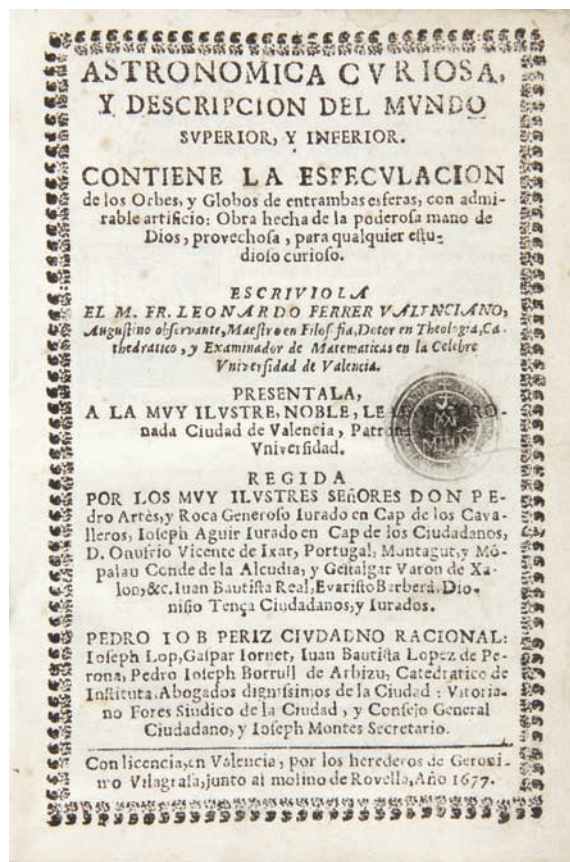 ASTRONOMICA CVRIOSA,
Y DESCRIPCION DEL MVNDO
SVPERIOR, Y INFERIOR.
CONTIENE LA ESPECVLACION
de los Orbes, y Globos de entrambas esferas, con admi-
rable artificio: Obra hecha de la poderosa mano de
Dios, provechosa, para qualquier estu-
dioso curioso.
ESCRIVIOLA
EL M. FR. LEONARDO FERRER VALENCIANO,
Augustino observante, Maestro en Filosofia, Dotor en Theologia, Ca-
thedratico, y Examinador de Matematicas en la Celebre
Vniversidad de Valencia.
PRESENTALA,
A LA MVY ILVSTRE, NOBLE, LEAL Y CORO-
nada Ciudad de Valencia, Patrona
Vniversidad.
REGIDA
POR LOS MVY ILVSTRES SEÑORES DON PE-
dro Artès, y Roca Generoso Iurado en Cap de los Cava-
lleros, Ioseph Aguir Iurado en Cap de los Ciudadanos,
D. Onufrio Vicente de Ixar, Portugal, Montagut, y Mõ-
palau Conde de la Alcudia, y Gestalgar Varon de Xa-
lon, &c. Iuan Bautista Real, Evaristo Barberà, Dio-
nisio Tença Ciudadanos, y Iurados.
PEDRO IOB PERIZ CIVDADNO RACIONAL:
Ioseph Lop, Gaspar Iornet, Iuan Bautista Lopez de Pe-
rona, Pedro Ioseph Borrull de Arbizu, Catedratico de
Instituta, Abogados dignissimos de la Ciudad: Vitoria-
no Fores Sindico de la Ciudad, y Consejo General
Ciudadano, y Ioseph Montes Secretario.
Con licencia, en Valencia, por los herederos de Geroni-
mo Vilagrasa, junto al molino de Rovella, Año 1677.